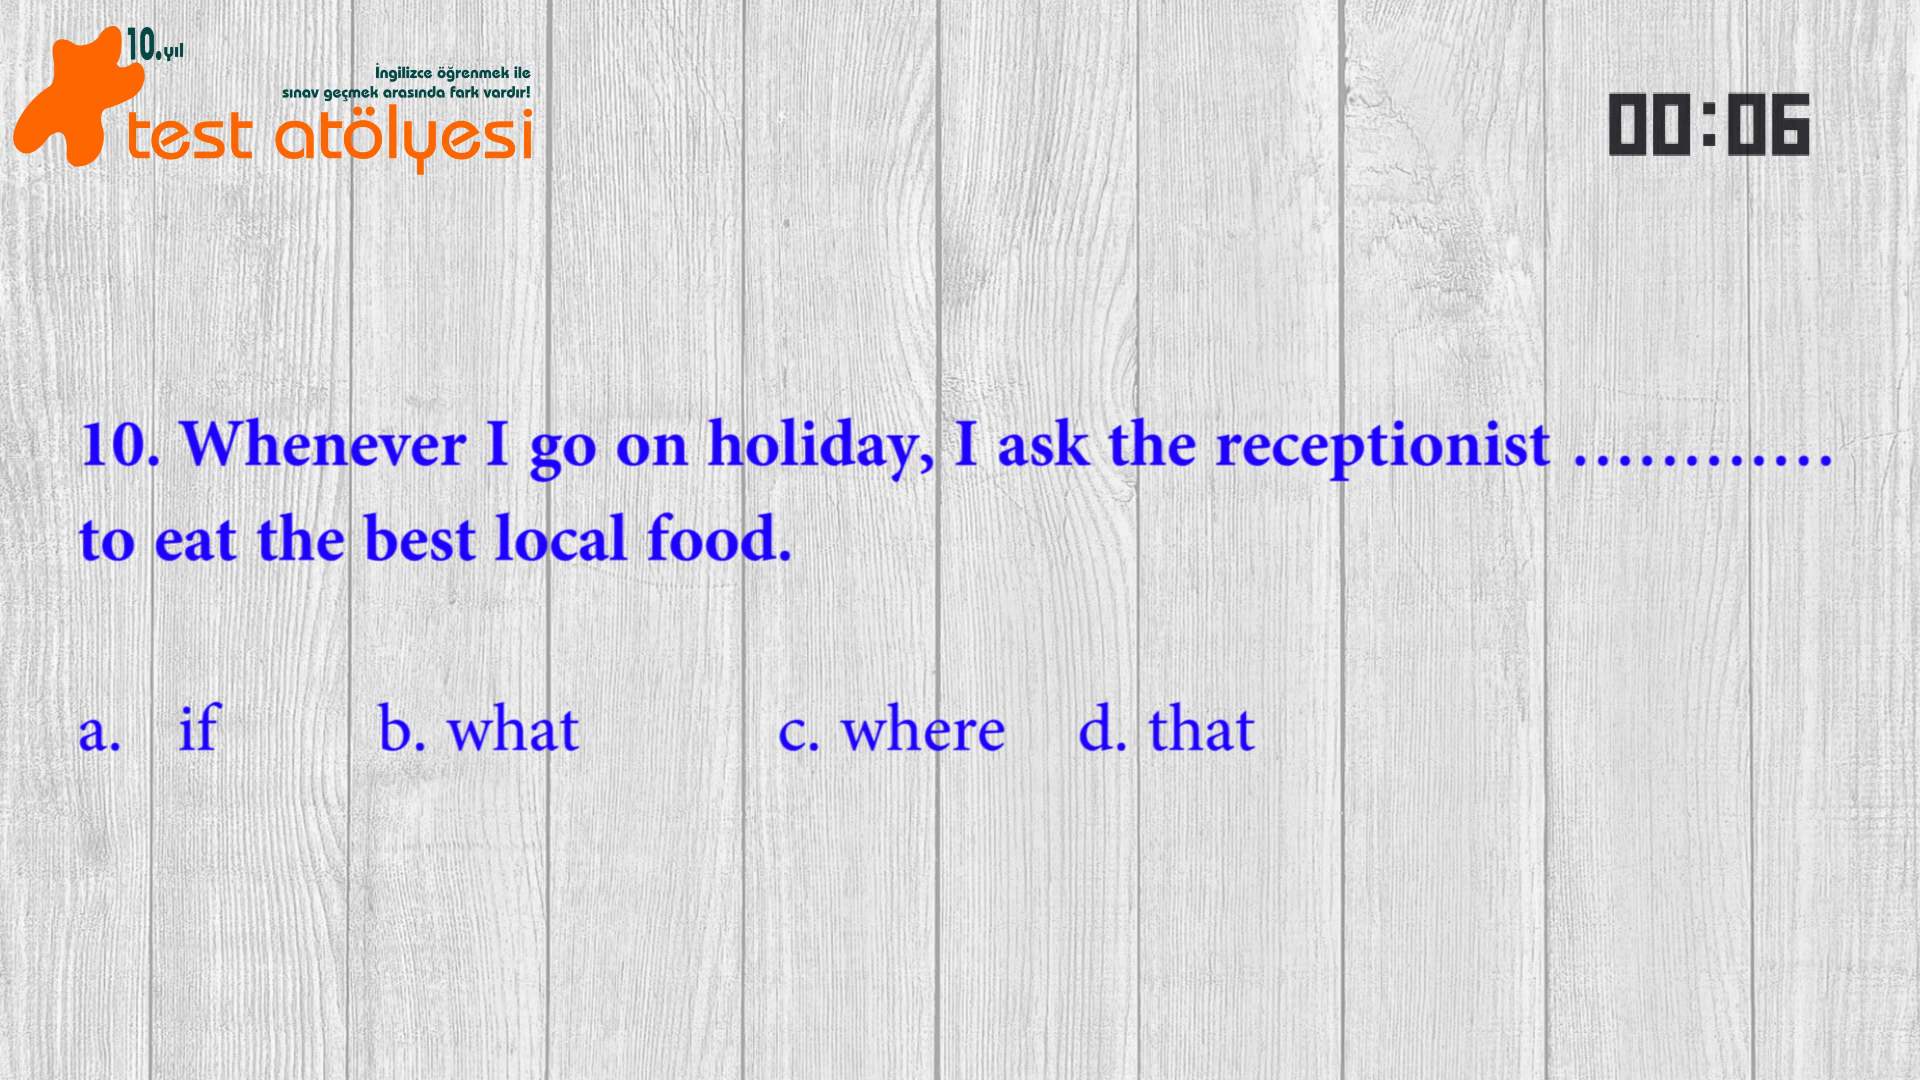 10.yıl
İngilizce öğrenmek ile
sınav geçmek arasında fark vardır!
test atölyesi
00:06
10. Whenever I go on holiday, I ask the receptionist ............
to eat the best local food.
a. if b. what c. where d. that